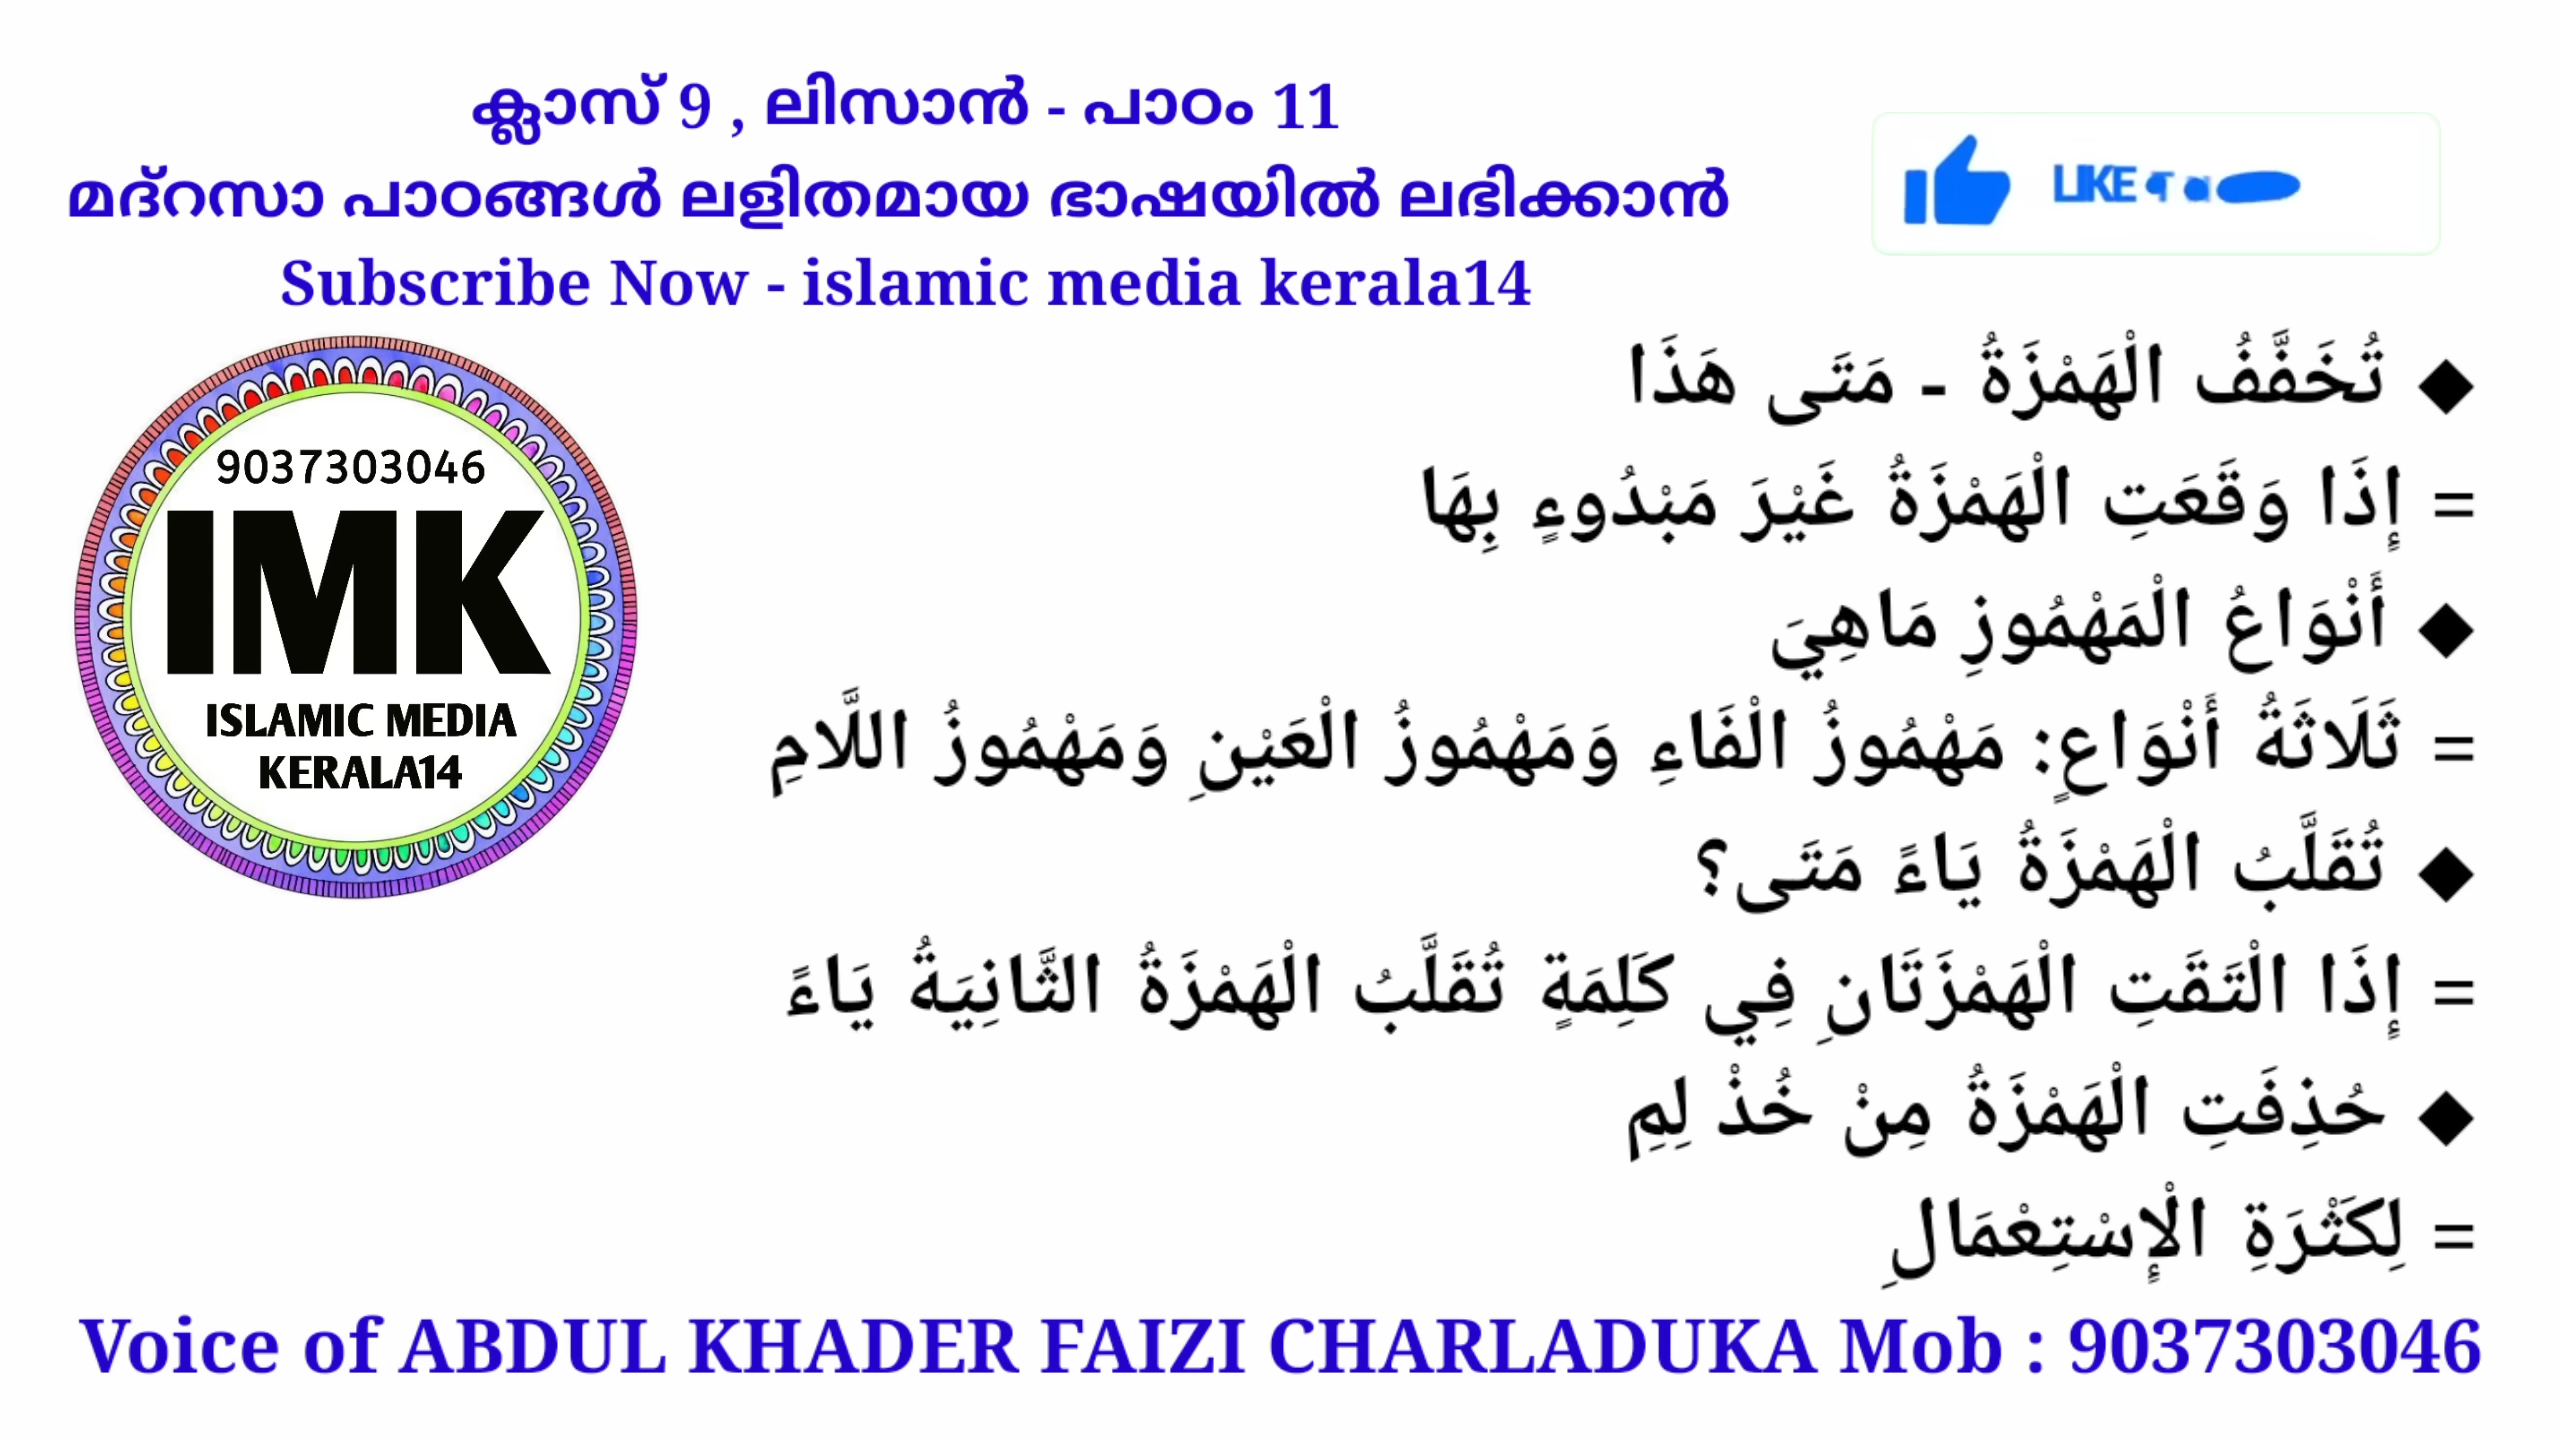 ക്ലാസ് 9 , ലിസാൻ - പാഠം 11
മദ്റസാ പാഠങ്ങൾ ലളിതമായ ഭാഷയിൽ ലഭിക്കാൻ
Subscribe Now - islamic media kerala14
LIKE
9037303046
IMK
ISLAMIC MEDIA
KERALA14
◆ تُخَفَّفُ الْهَمْزَةُ - مَتَى هَذَا
= إِذَا وَقَعَتِ الْهَمْزَةُ غَيْرَ مَبْدُوءٍ بِهَا
◆ أَنْوَاعُ الْمَهْمُوزِ مَاهِيَ
= ثَلَاثَةُ أَنْوَاعٍ: مَهْمُوزُ الْفَاءِ وَمَهْمُوزُ الْعَيْنِ وَمَهْمُوزُ اللَّامِ
◆ تُقَلَّبُ الْهَمْزَةُ يَاءً مَتَى؟
= إِذَا الْتَقَتِ الْهَمْزَتَانِ فِي كَلِمَةٍ تُقَلَّبُ الْهَمْزَةُ الثَّانِيَةُ يَاءً
◆ حُذِفَتِ الْهَمْزَةُ مِنْ خُذْ لِمِ
= لِكَثْرَةِ الْإِسْتِعْمَالِ
Voice of ABDUL KHADER FAIZI CHARLADUKA Mob : 9037303046